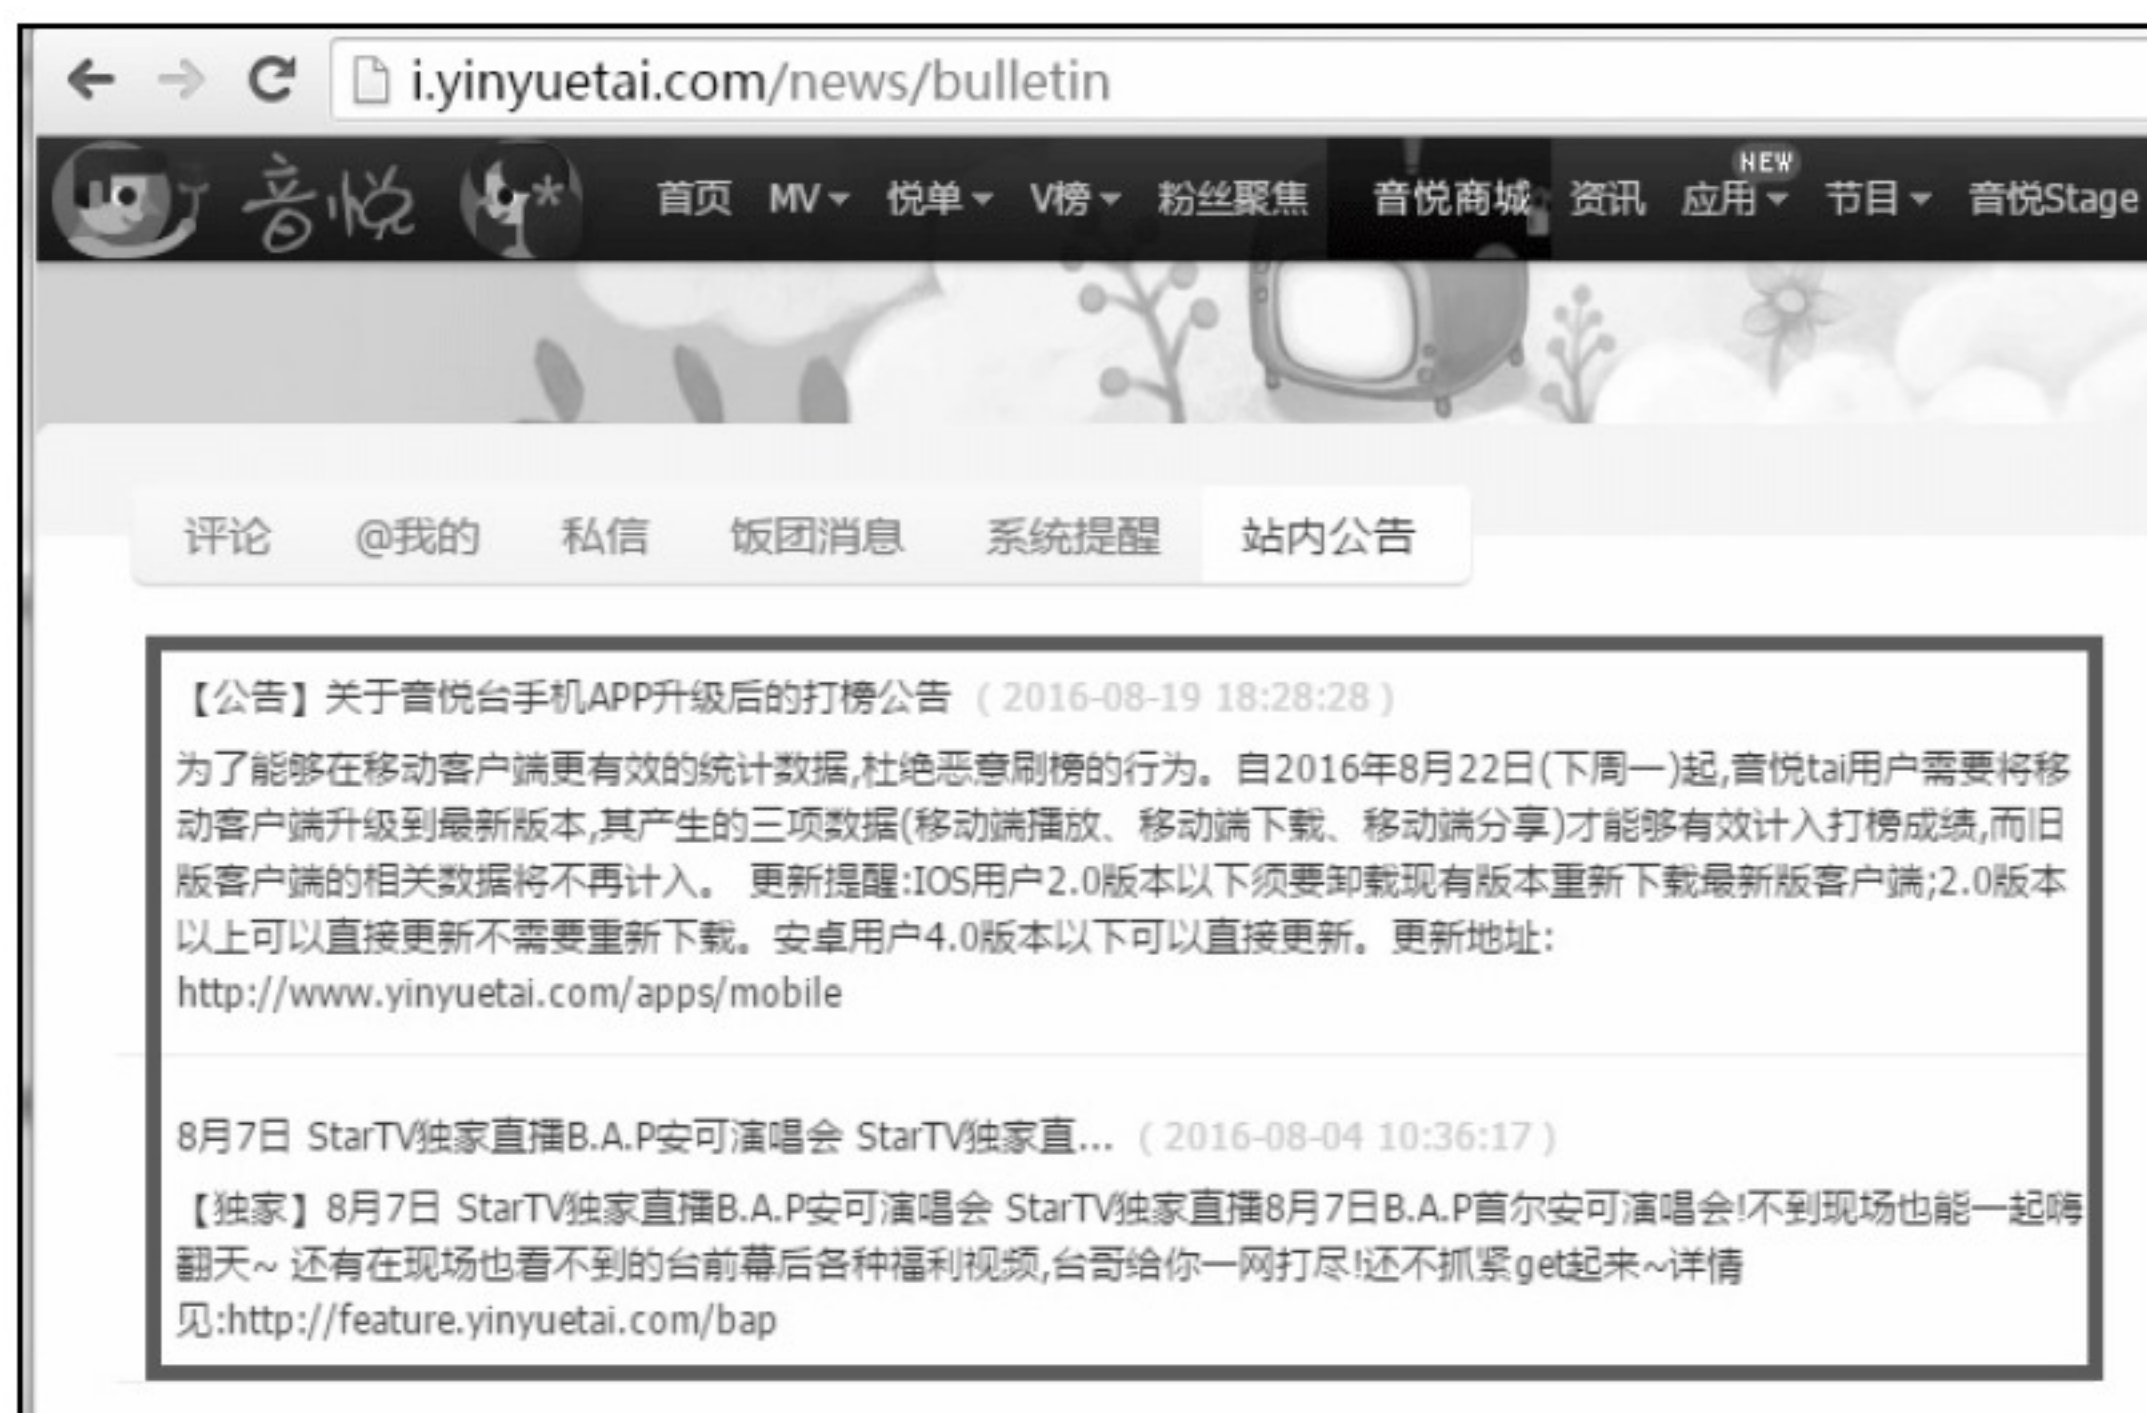 i.yinyuetai.com/news/bulletin
音悦 首页 MV 悦单 V榜 粉丝聚焦 音悦商城 资讯 应用 NEW 节目 音悦Stage
评论 @我的 私信 饭团消息 系统提醒 站内公告
【公告】关于音悦台手机APP升级后的打榜公告 ( 2016-08-19 18:28:28 )
为了能够在移动客户端更有效的统计数据,杜绝恶意刷榜的行为。自2016年8月22日(下周一)起,音悦tai用户需要将移
动客户端升级到最新版本,其产生的三项数据(移动端播放、移动端下载、移动端分享)才能够有效计入打榜成绩,而旧
版客户端的相关数据将不再计入。 更新提醒:IOS用户2.0版本以下须要卸载现有版本重新下载最新版客户端;2.0版本
以上可以直接更新不需要重新下载。安卓用户4.0版本以下可以直接更新。更新地址:
http://www.yinyuetai.com/apps/mobile
8月7日 StarTV独家直播B.A.P安可演唱会 StarTV独家直... ( 2016-08-04 10:36:17 )
【独家】8月7日 StarTV独家直播B.A.P安可演唱会 StarTV独家直播8月7日B.A.P首尔安可演唱会!不到现场也能一起嗨
翻天~ 还有在现场也看不到的台前幕后各种福利视频,台哥给你一网打尽!还不抓紧get起来~详情
见:http://feature.yinyuetai.com/bap